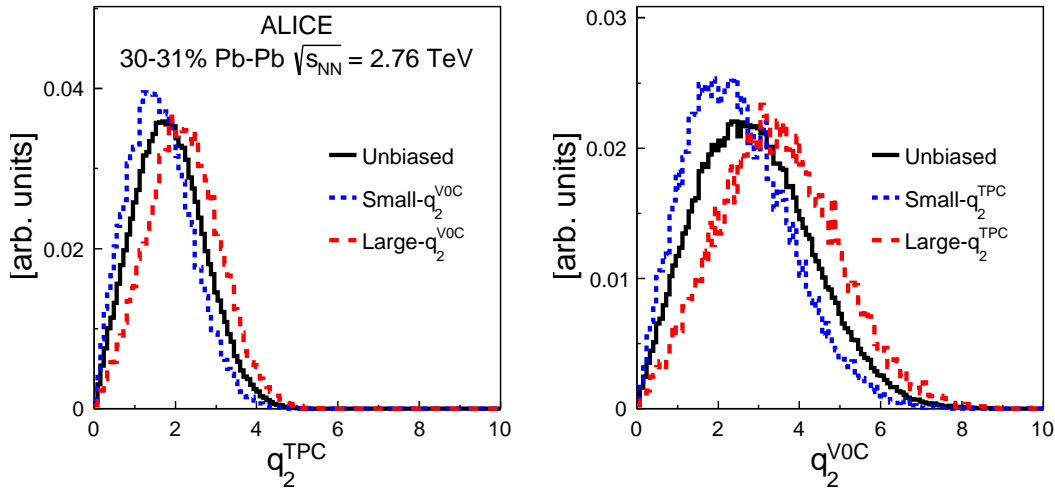 ALICE
30-31% Pb-Pb √s_NN = 2.76 TeV
[arb. units]
0.04
0.02
0
Unbiased
Small-q_2^V0C
Large-q_2^V0C
0 2 4 6 8 10
q_2^TPC
[arb. units]
0.03
0.02
0.01
0
Unbiased
Small-q_2^TPC
Large-q_2^TPC
0 2 4 6 8 10
q_2^V0C